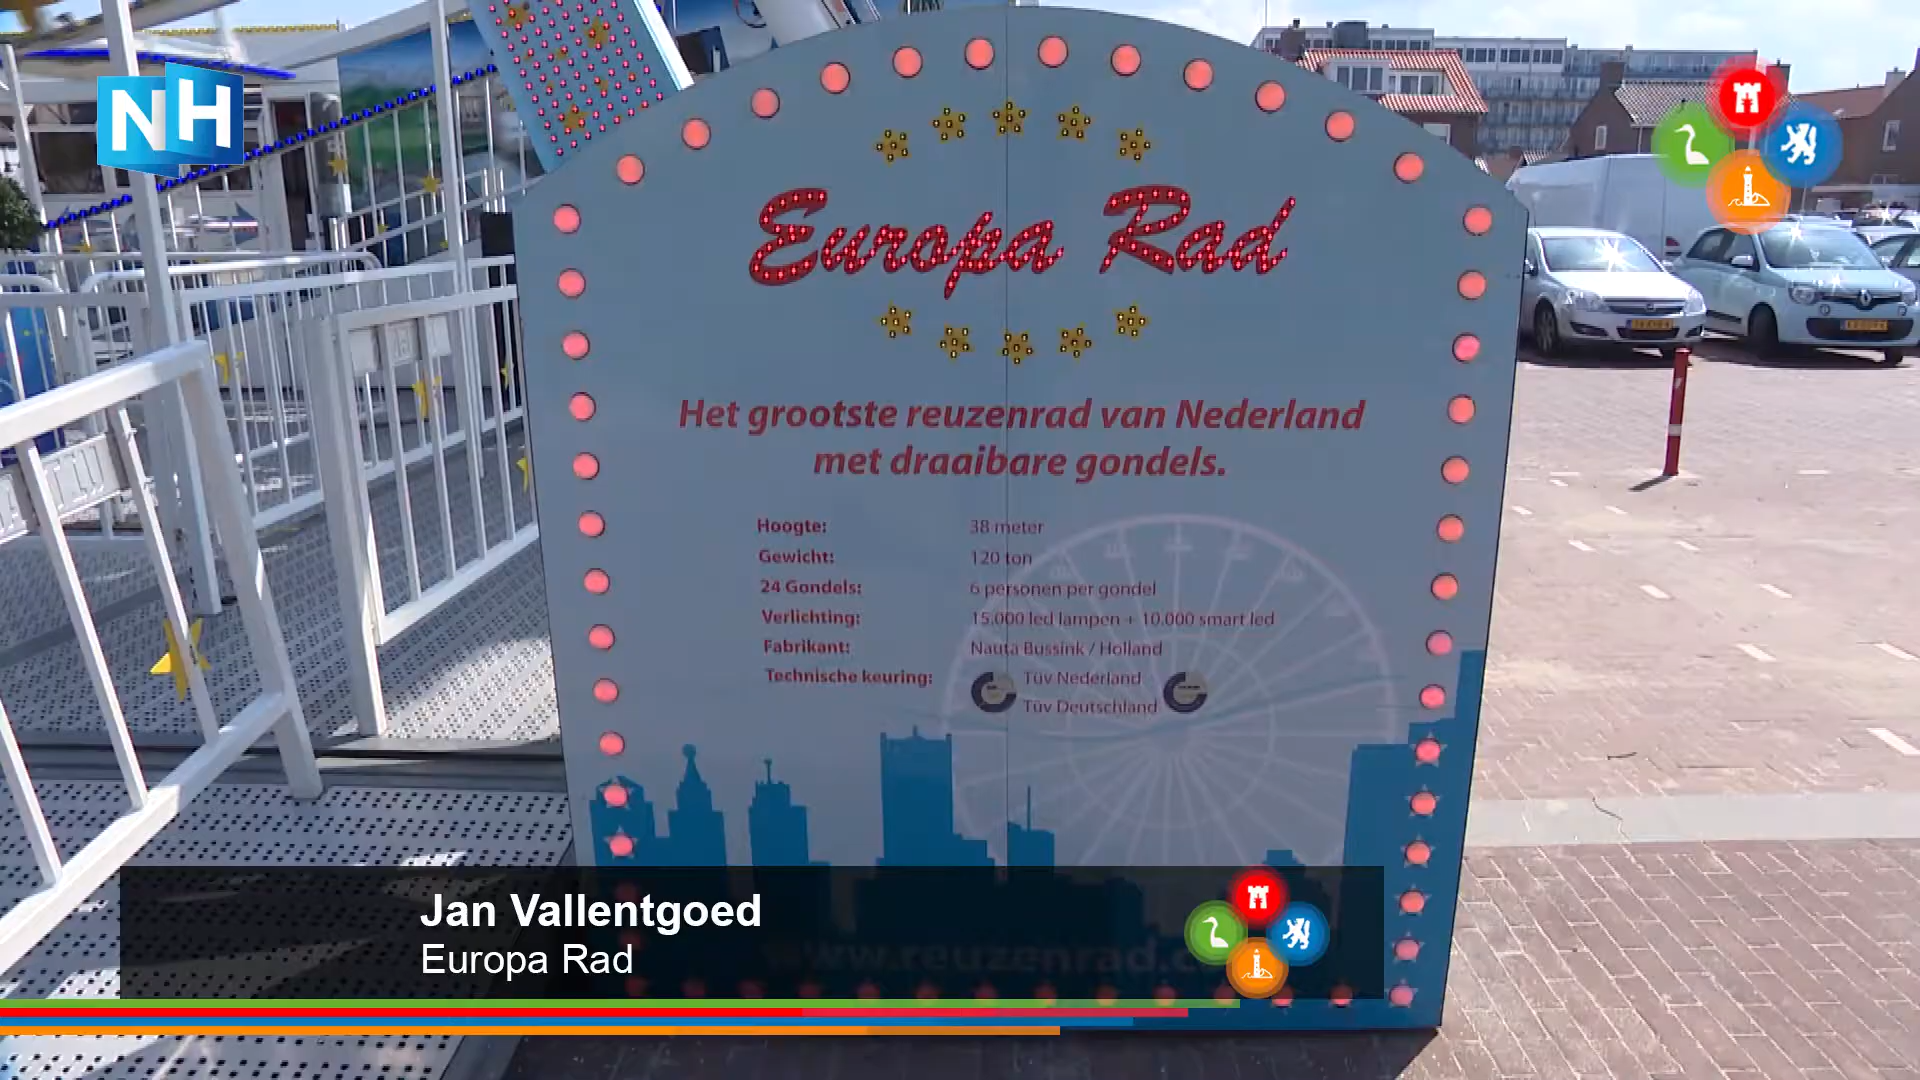 NH
Europa Rad
Het grootste reuzenrad van Nederland
met draaibare gondels.
Hoogte: 38 meter
Gewicht: 120 ton
24 Gondels: 6 personen per gondel
Verlichting: 15.000 led lampen + 10.000 smart led
Fabrikant: Nauta Bussink / Holland
Technische keuring: Tüv Nederland
Tüv Deutschland
Jan Vallentgoed
Europa Rad